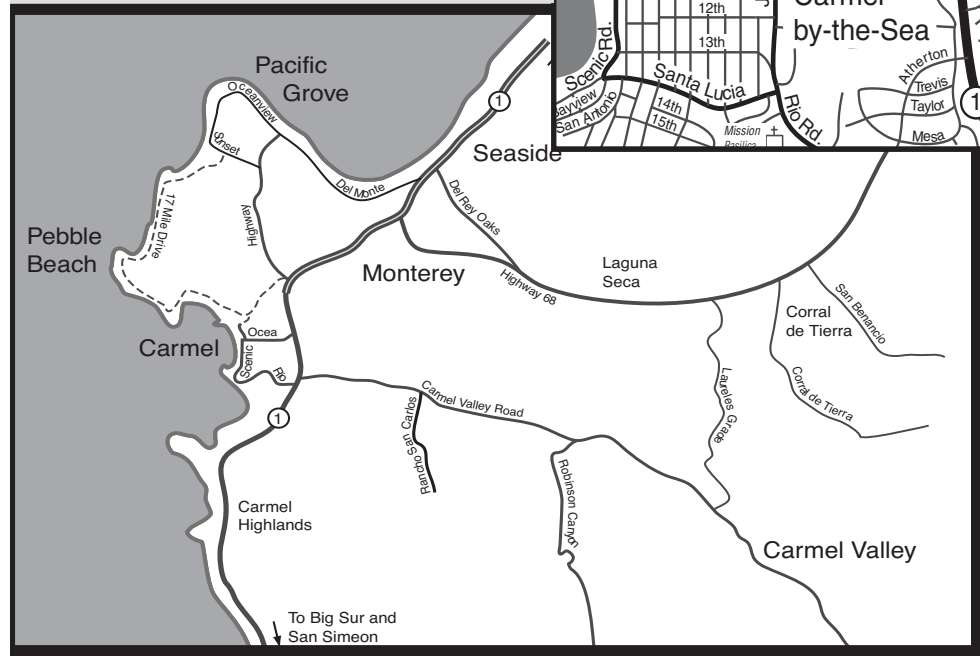 12th
Carmel
by-the-Sea
13th
Scenic Rd.
Santa Lucia
Bayview
San Antonio
14th
15th
Mission
Basilica
Rio Rd.
Atherton
Trevis
Taylor
Mesa
1
Pacific
Grove
Oceanview
Sunset
1
Seaside
Del Monte
Del Rey Oaks
17 Mile Drive
Highway
Pebble
Beach
Monterey
Highway 68
Laguna
Seca
San Benancio
Corral
de Tierra
Carmel
Ocea
Scenic
Rio
1
Carmel Valley Road
Rancho San Carlos
Laureles Grade
Corral de Tierra
Robinson Canyon
Carmel
Highlands
Carmel Valley
To Big Sur and
San Simeon